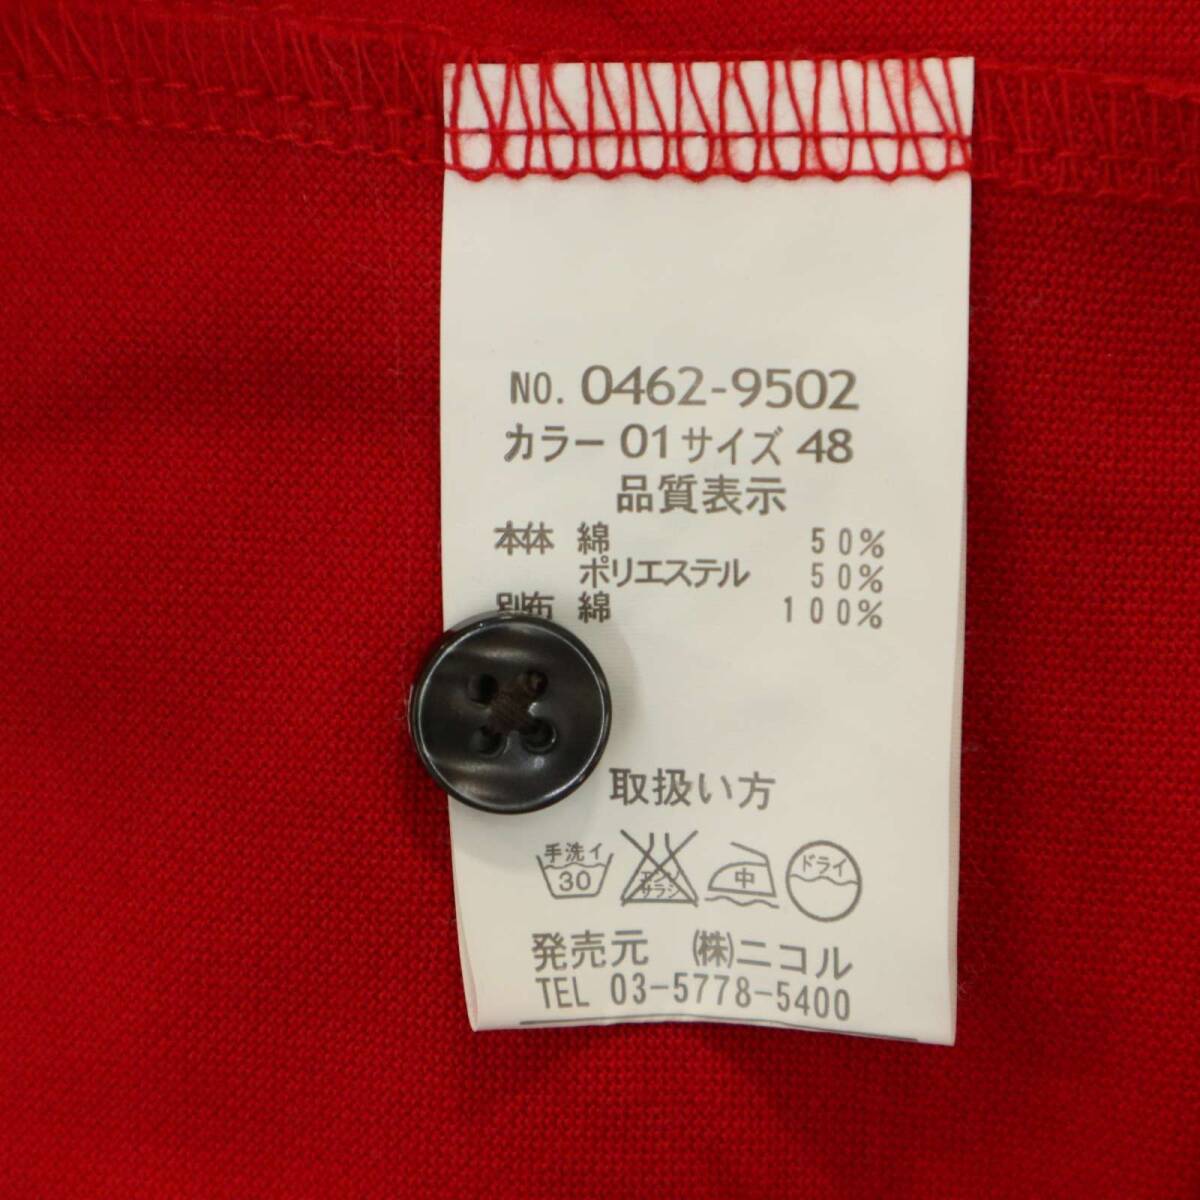 NO. 0462-9502
カラー 01 サイズ 48
品質表示
本体 綿 50%
ポリエステル 50%
別布 綿 100%
取扱い方
手洗イ 30
エンソ サラシ
中
ドライ
発売元 ㈱ニコル
TEL 03-5778-5400